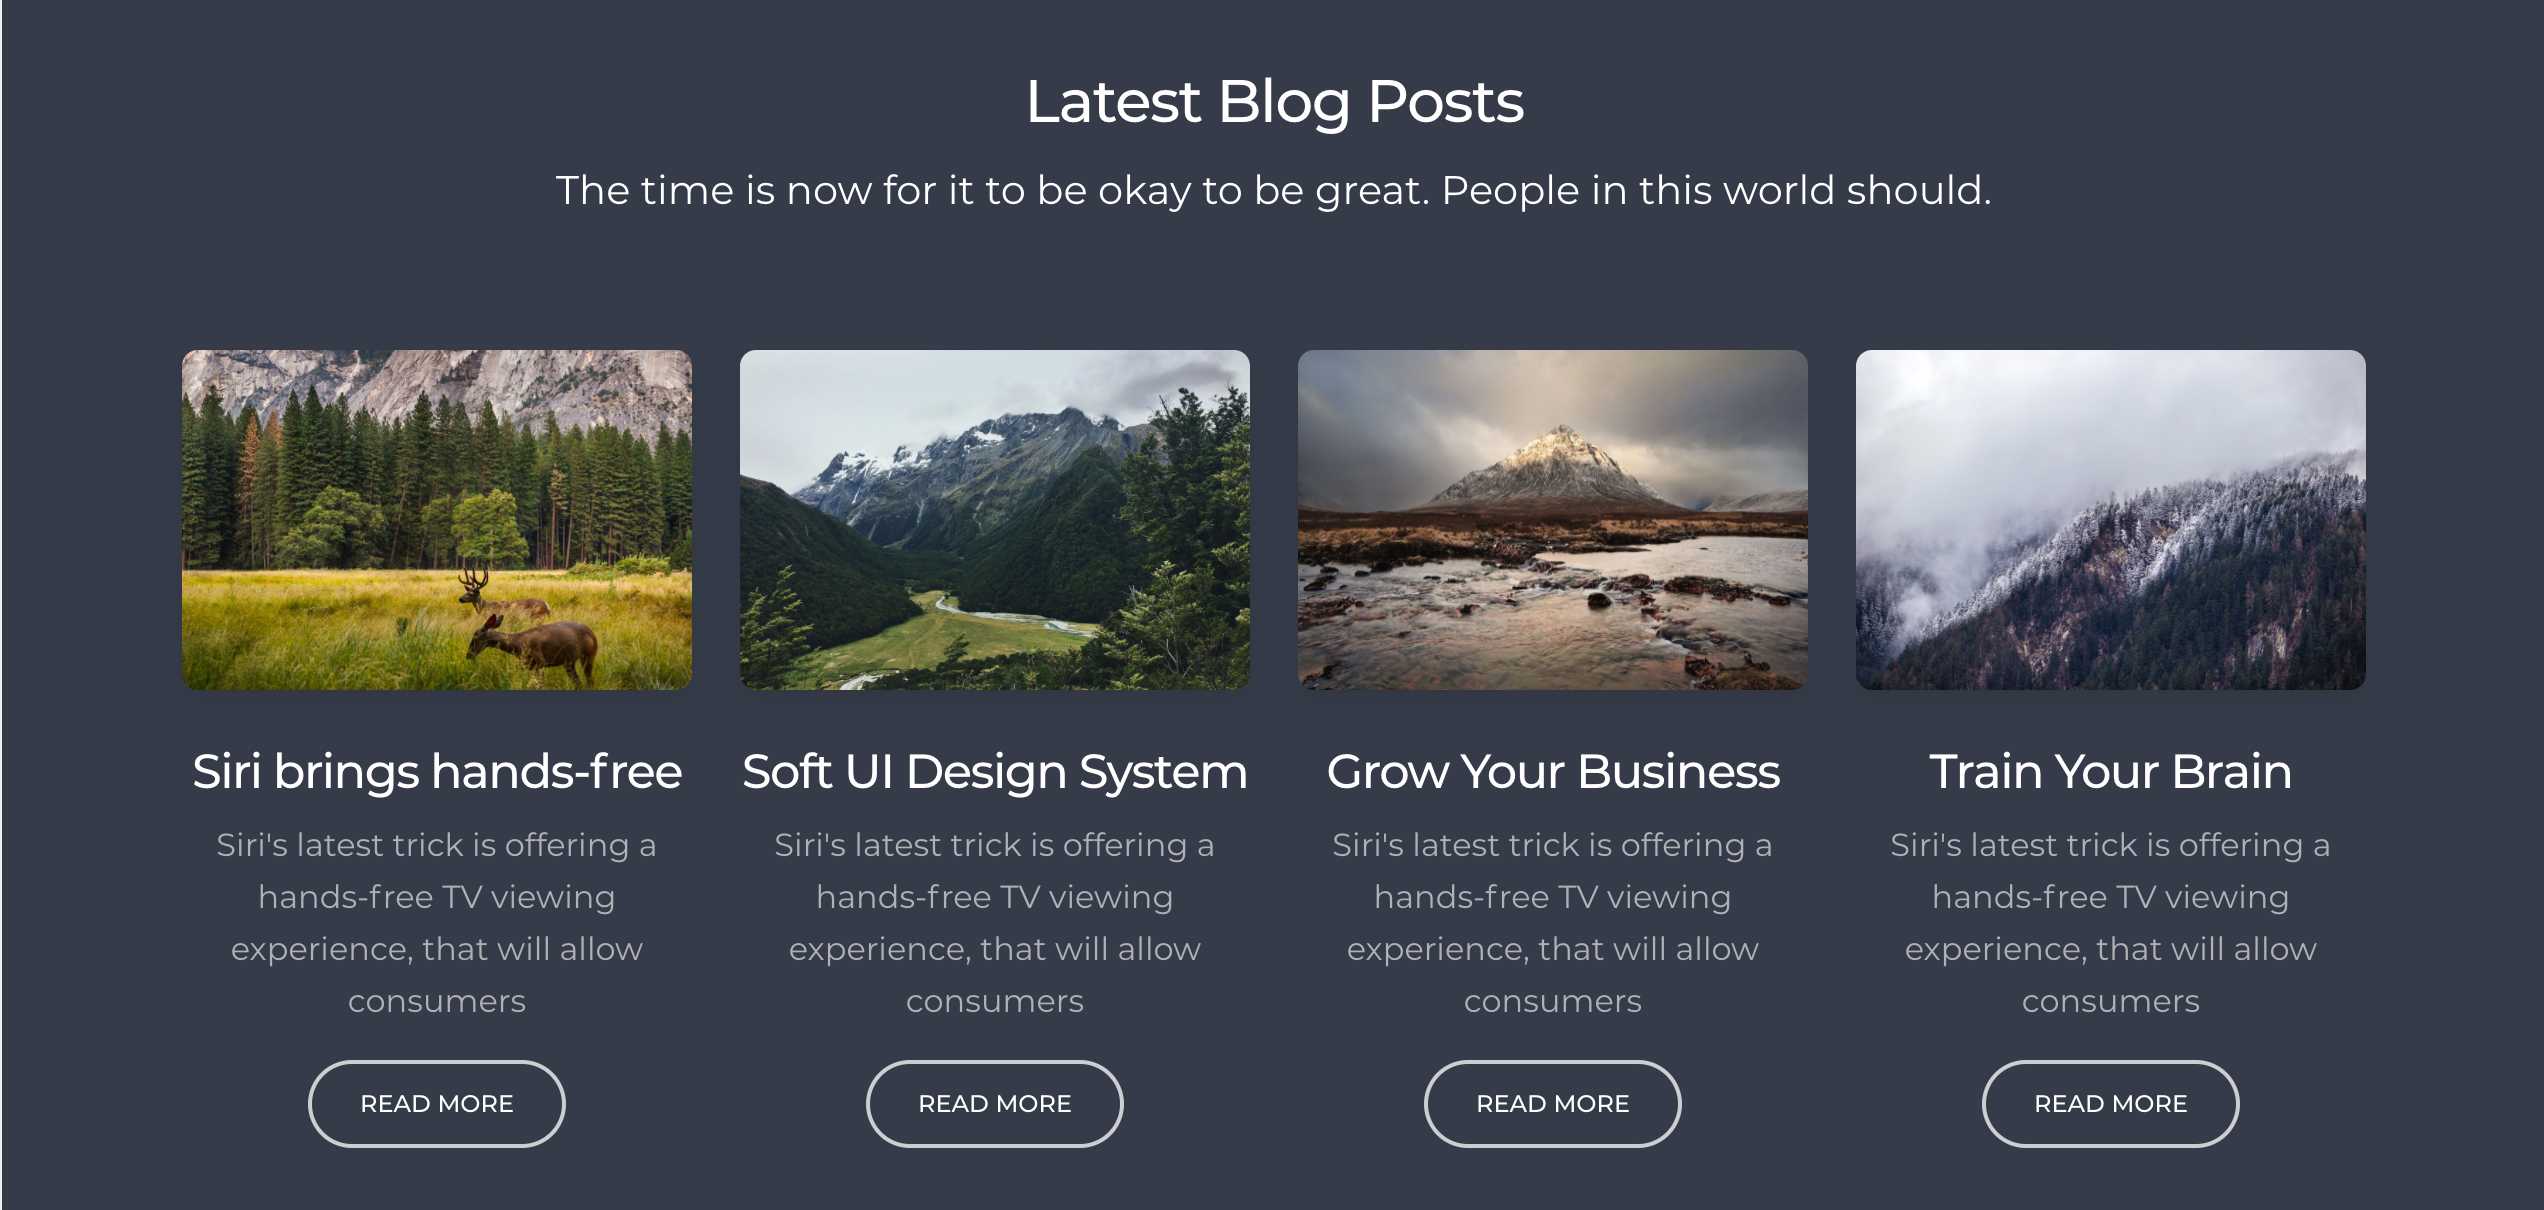 Latest Blog Posts
The time is now for it to be okay to be great. People in this world should.
Siri brings hands-free
Siri's latest trick is offering a
hands-free TV viewing
experience, that will allow
consumers
READ MORE
Soft UI Design System
Siri's latest trick is offering a
hands-free TV viewing
experience, that will allow
consumers
READ MORE
Grow Your Business
Siri's latest trick is offering a
hands-free TV viewing
experience, that will allow
consumers
READ MORE
Train Your Brain
Siri's latest trick is offering a
hands-free TV viewing
experience, that will allow
consumers
READ MORE